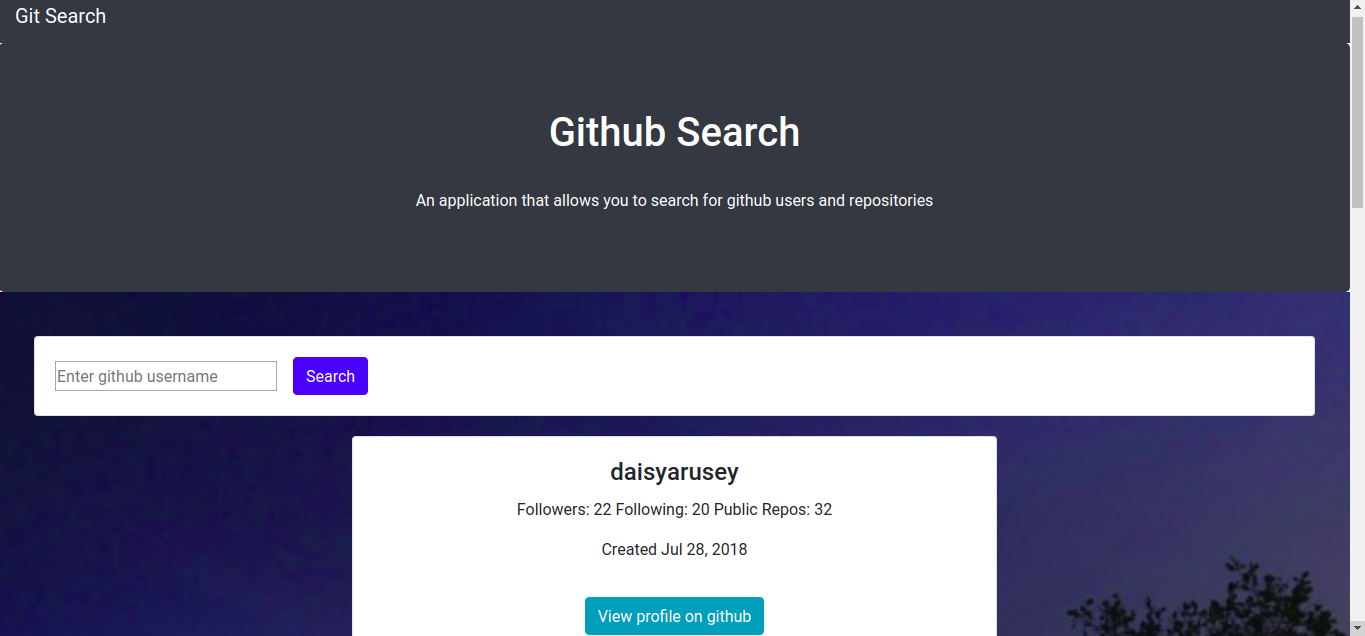 Git Search
Github Search
An application that allows you to search for github users and repositories
Enter github username
Search
daisyarusey
Followers: 22 Following: 20 Public Repos: 32
Created Jul 28, 2018
View profile on github